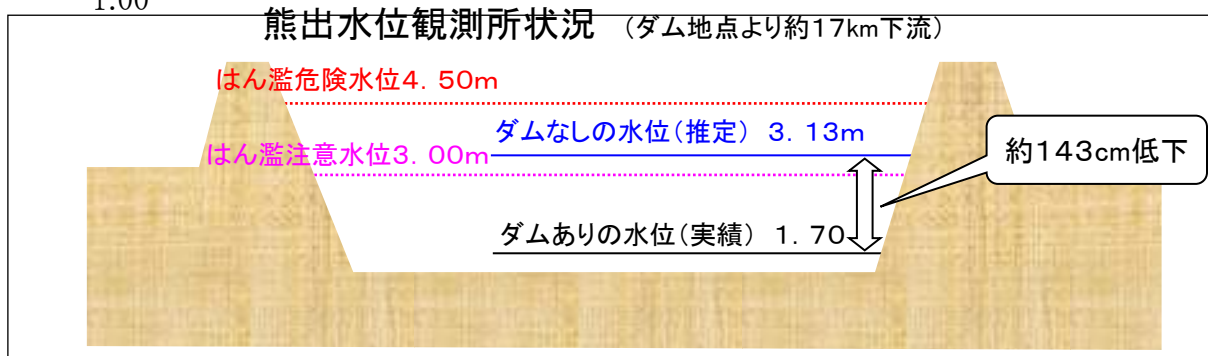 1.00
熊出水位観測所状況 (ダム地点より約17km下流)
はん濫危険水位4.50m
ダムなしの水位(推定) 3.13m
はん濫注意水位3.00m
約143cm低下
ダムありの水位(実績) 1.70